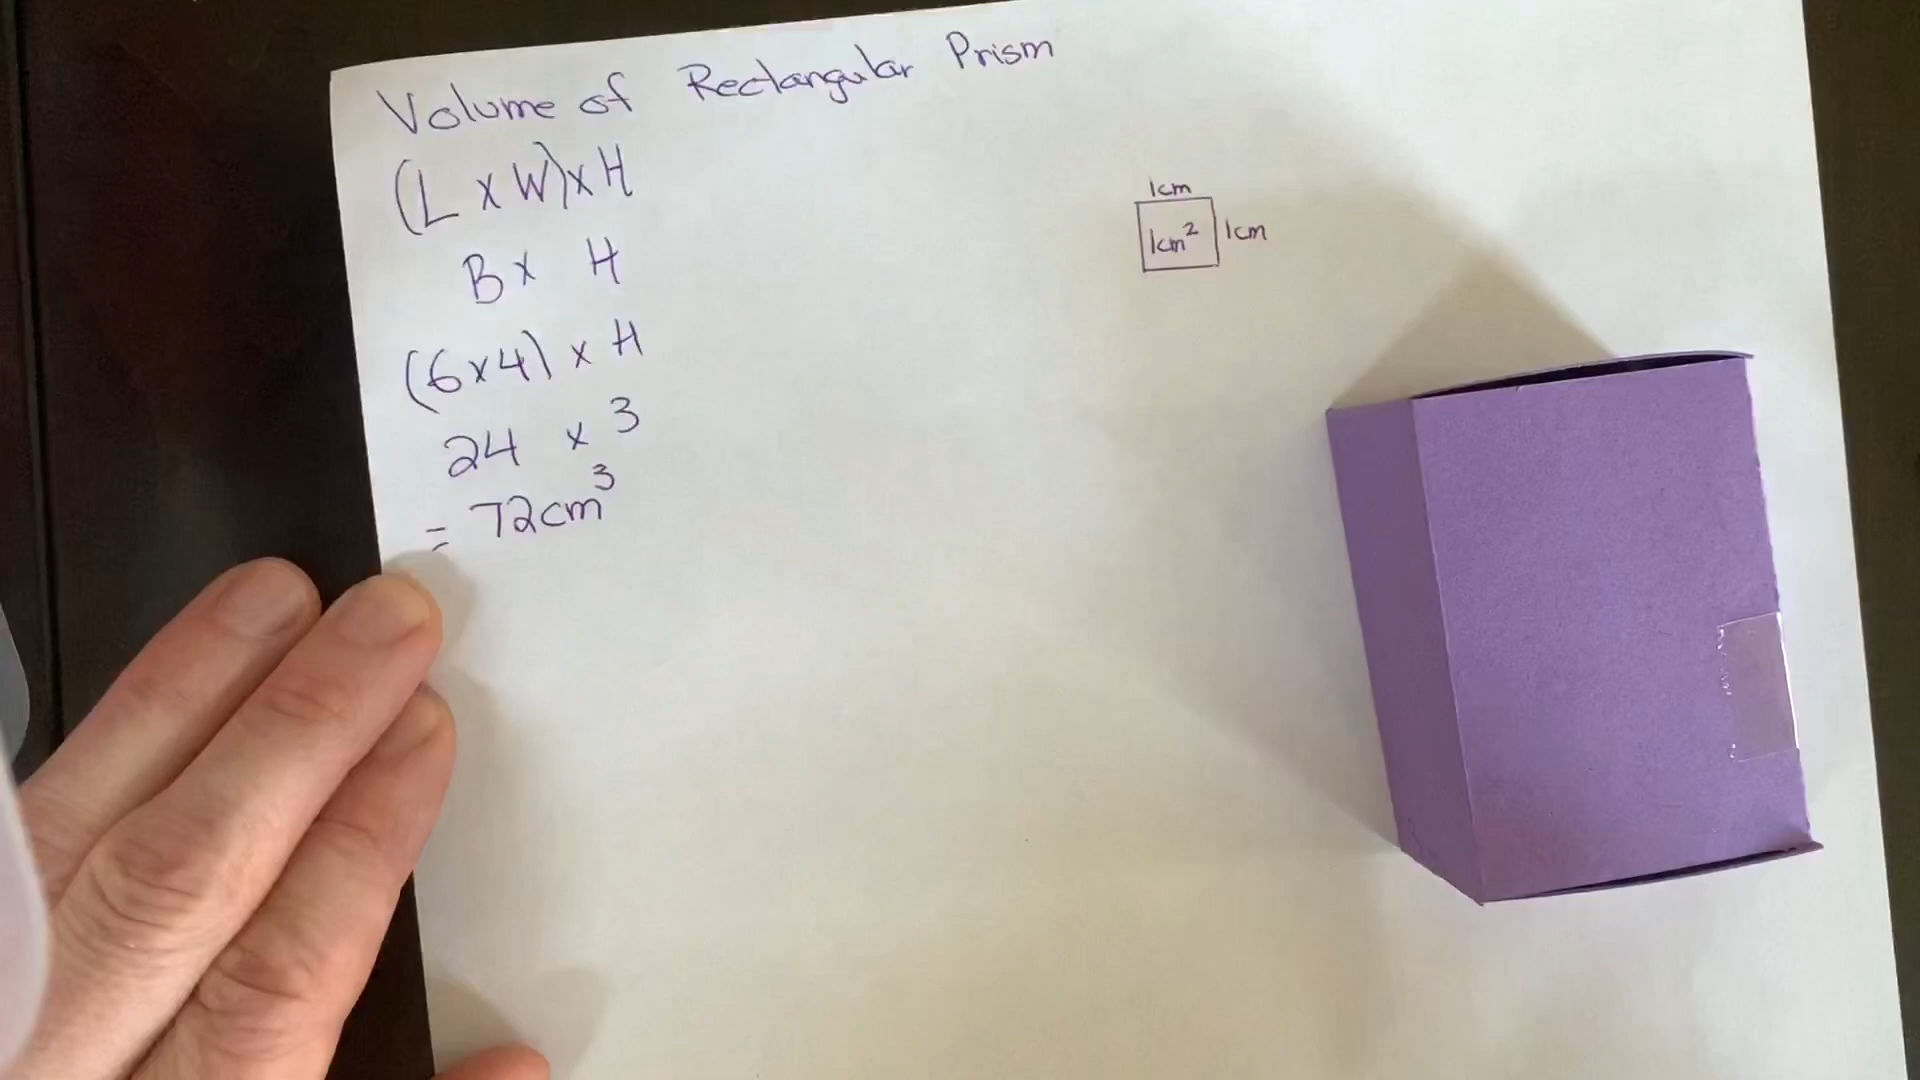 Volume of Rectangular Prism
(L x W) x H
B x H
(6x4) x H
24 x 3
= 72cm³
1cm
1cm² 1cm